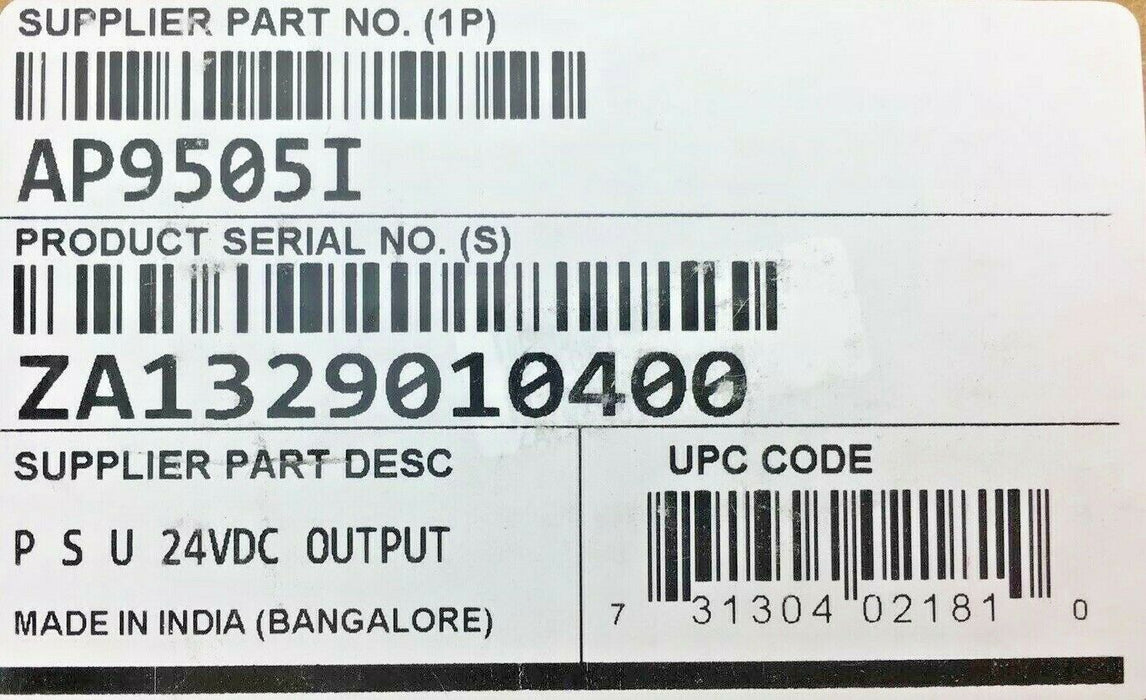 SUPPLIER PART NO. (1P)
AP9505I
PRODUCT SERIAL NO. (S)
ZA1329010400
SUPPLIER PART DESC
P S U 24VDC OUTPUT
MADE IN INDIA (BANGALORE)
UPC CODE
7 31304 02181 0